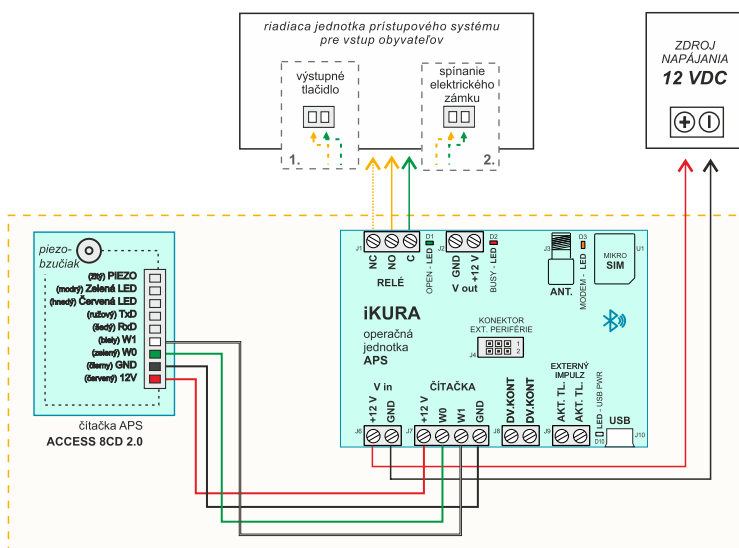 riadiaca jednotka prístupového systému
pre vstup obyvateľov
výstupné
tlačidlo
1.
spínanie
elektrického
zámku
2.
ZDROJ
NAPÁJANIA
12 VDC
piezo-
bzučiak
(žltý) PIEZO
(modrý) Zelená LED
(hnedý) Červená LED
(ružový) TxD
(šedý) RxD
(biely) W1
(zelený) W0
(čierny) GND
(červený) 12V
čítačka APS
ACCESS 8CD 2.0
J1
NC
NO
C
RELÉ
D1
OPEN - LED
J2
GND
+12 V
V out
D2
BUSY - LED
J3
ANT.
D3
MODEM - LED
MIKRO
SIM
U1
iKURA
operačná
jednotka
APS
KONEKTOR
EXT. PERIFÉRIE
J4
1
2
V in
+12 V
GND
J6
ČÍTAČKA
+12 V
W0
W1
GND
J7
DV.KONT
DV.KONT
J8
EXTERNÝ
IMPULZ
AKT. TL.
AKT. TL.
J9
LED - USB PWR
D10
USB
J10